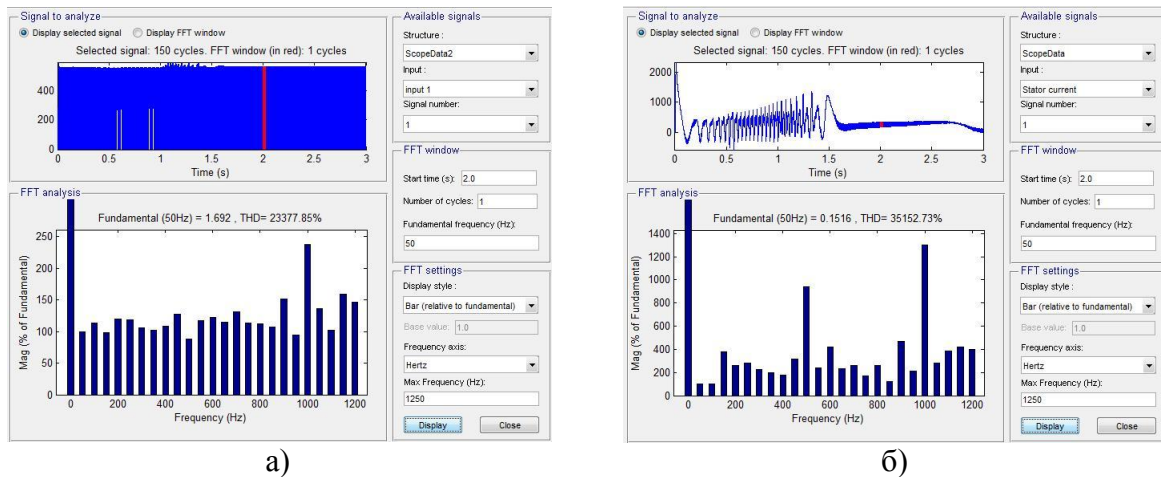 Signal to analyze
Display selected signal
Display FFT window
Selected signal: 150 cycles. FFT window (in red): 1 cycles
400
200
0
0 0.5 1 1.5 2 2.5 3
Time (s)
FFT analysis
Fundamental (50Hz) = 1.692 , THD= 23377.85%
250
200
150
100
50
0
Mag (% of Fundamental)
0 200 400 600 800 1000 1200
Frequency (Hz)
Available signals
Structure :
ScopeData2
Input :
input 1
Signal number:
1
FFT window
Start time (s): 2.0
Number of cycles: 1
Fundamental frequency (Hz):
50
FFT settings
Display style :
Bar (relative to fundamental)
Base value: 1.0
Frequency axis:
Hertz
Max Frequency (Hz):
1250
Display Close
а)
Signal to analyze
Display selected signal
Display FFT window
Selected signal: 150 cycles. FFT window (in red): 1 cycles
2000
1000
0
0 0.5 1 1.5 2 2.5 3
Time (s)
FFT analysis
Fundamental (50Hz) = 0.1516 , THD= 35152.73%
1400
1200
1000
800
600
400
200
0
Mag (% of Fundamental)
0 200 400 600 800 1000 1200
Frequency (Hz)
Available signals
Structure :
ScopeData
Input :
Stator current
Signal number:
1
FFT window
Start time (s): 2.0
Number of cycles: 1
Fundamental frequency (Hz):
50
FFT settings
Display style :
Bar (relative to fundamental)
Base value: 1.0
Frequency axis:
Hertz
Max Frequency (Hz):
1250
Display Close
б)